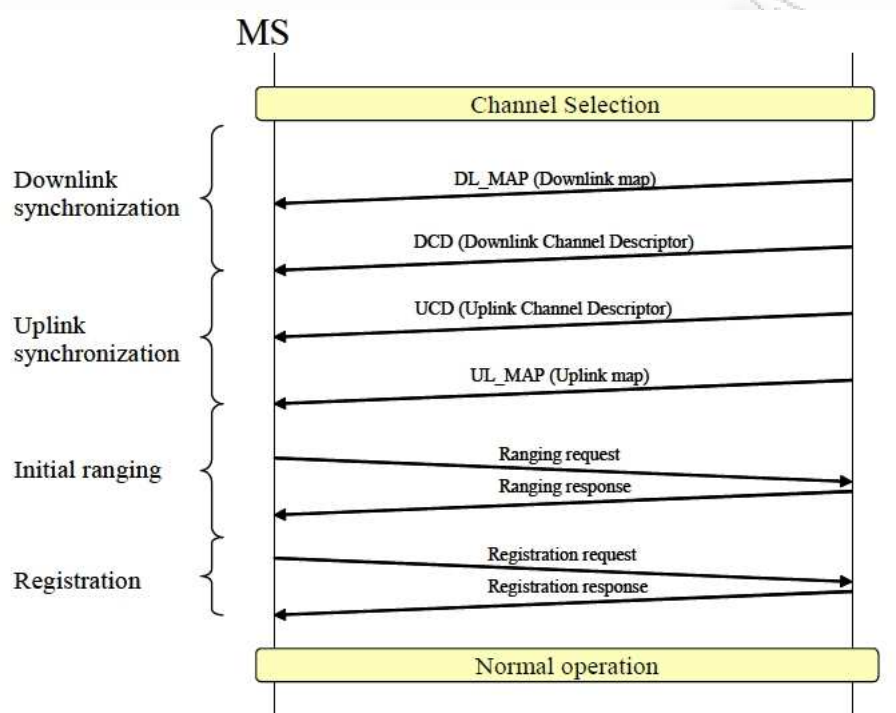 MS
Channel Selection
Downlink
synchronization
DL_MAP (Downlink map)
DCD (Downlink Channel Descriptor)
Uplink
synchronization
UCD (Uplink Channel Descriptor)
UL_MAP (Uplink map)
Initial ranging
Ranging request
Ranging response
Registration
Registration request
Registration response
Normal operation